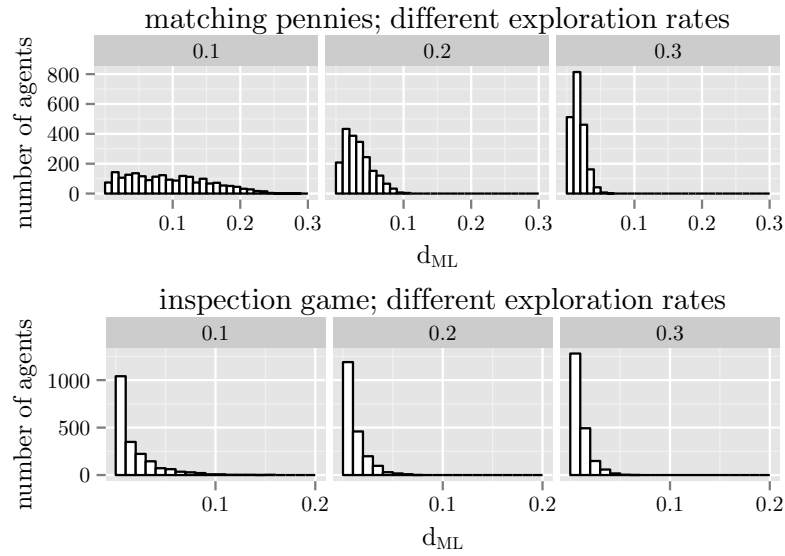 matching pennies; different exploration rates
0.1 0.2 0.3
number of agents
800
600
400
200
0
0.1 0.2 0.3 0.1 0.2 0.3 0.1 0.2 0.3
d_ML
inspection game; different exploration rates
0.1 0.2 0.3
number of agents
1000
500
0
0.1 0.2 0.1 0.2 0.1 0.2
d_ML